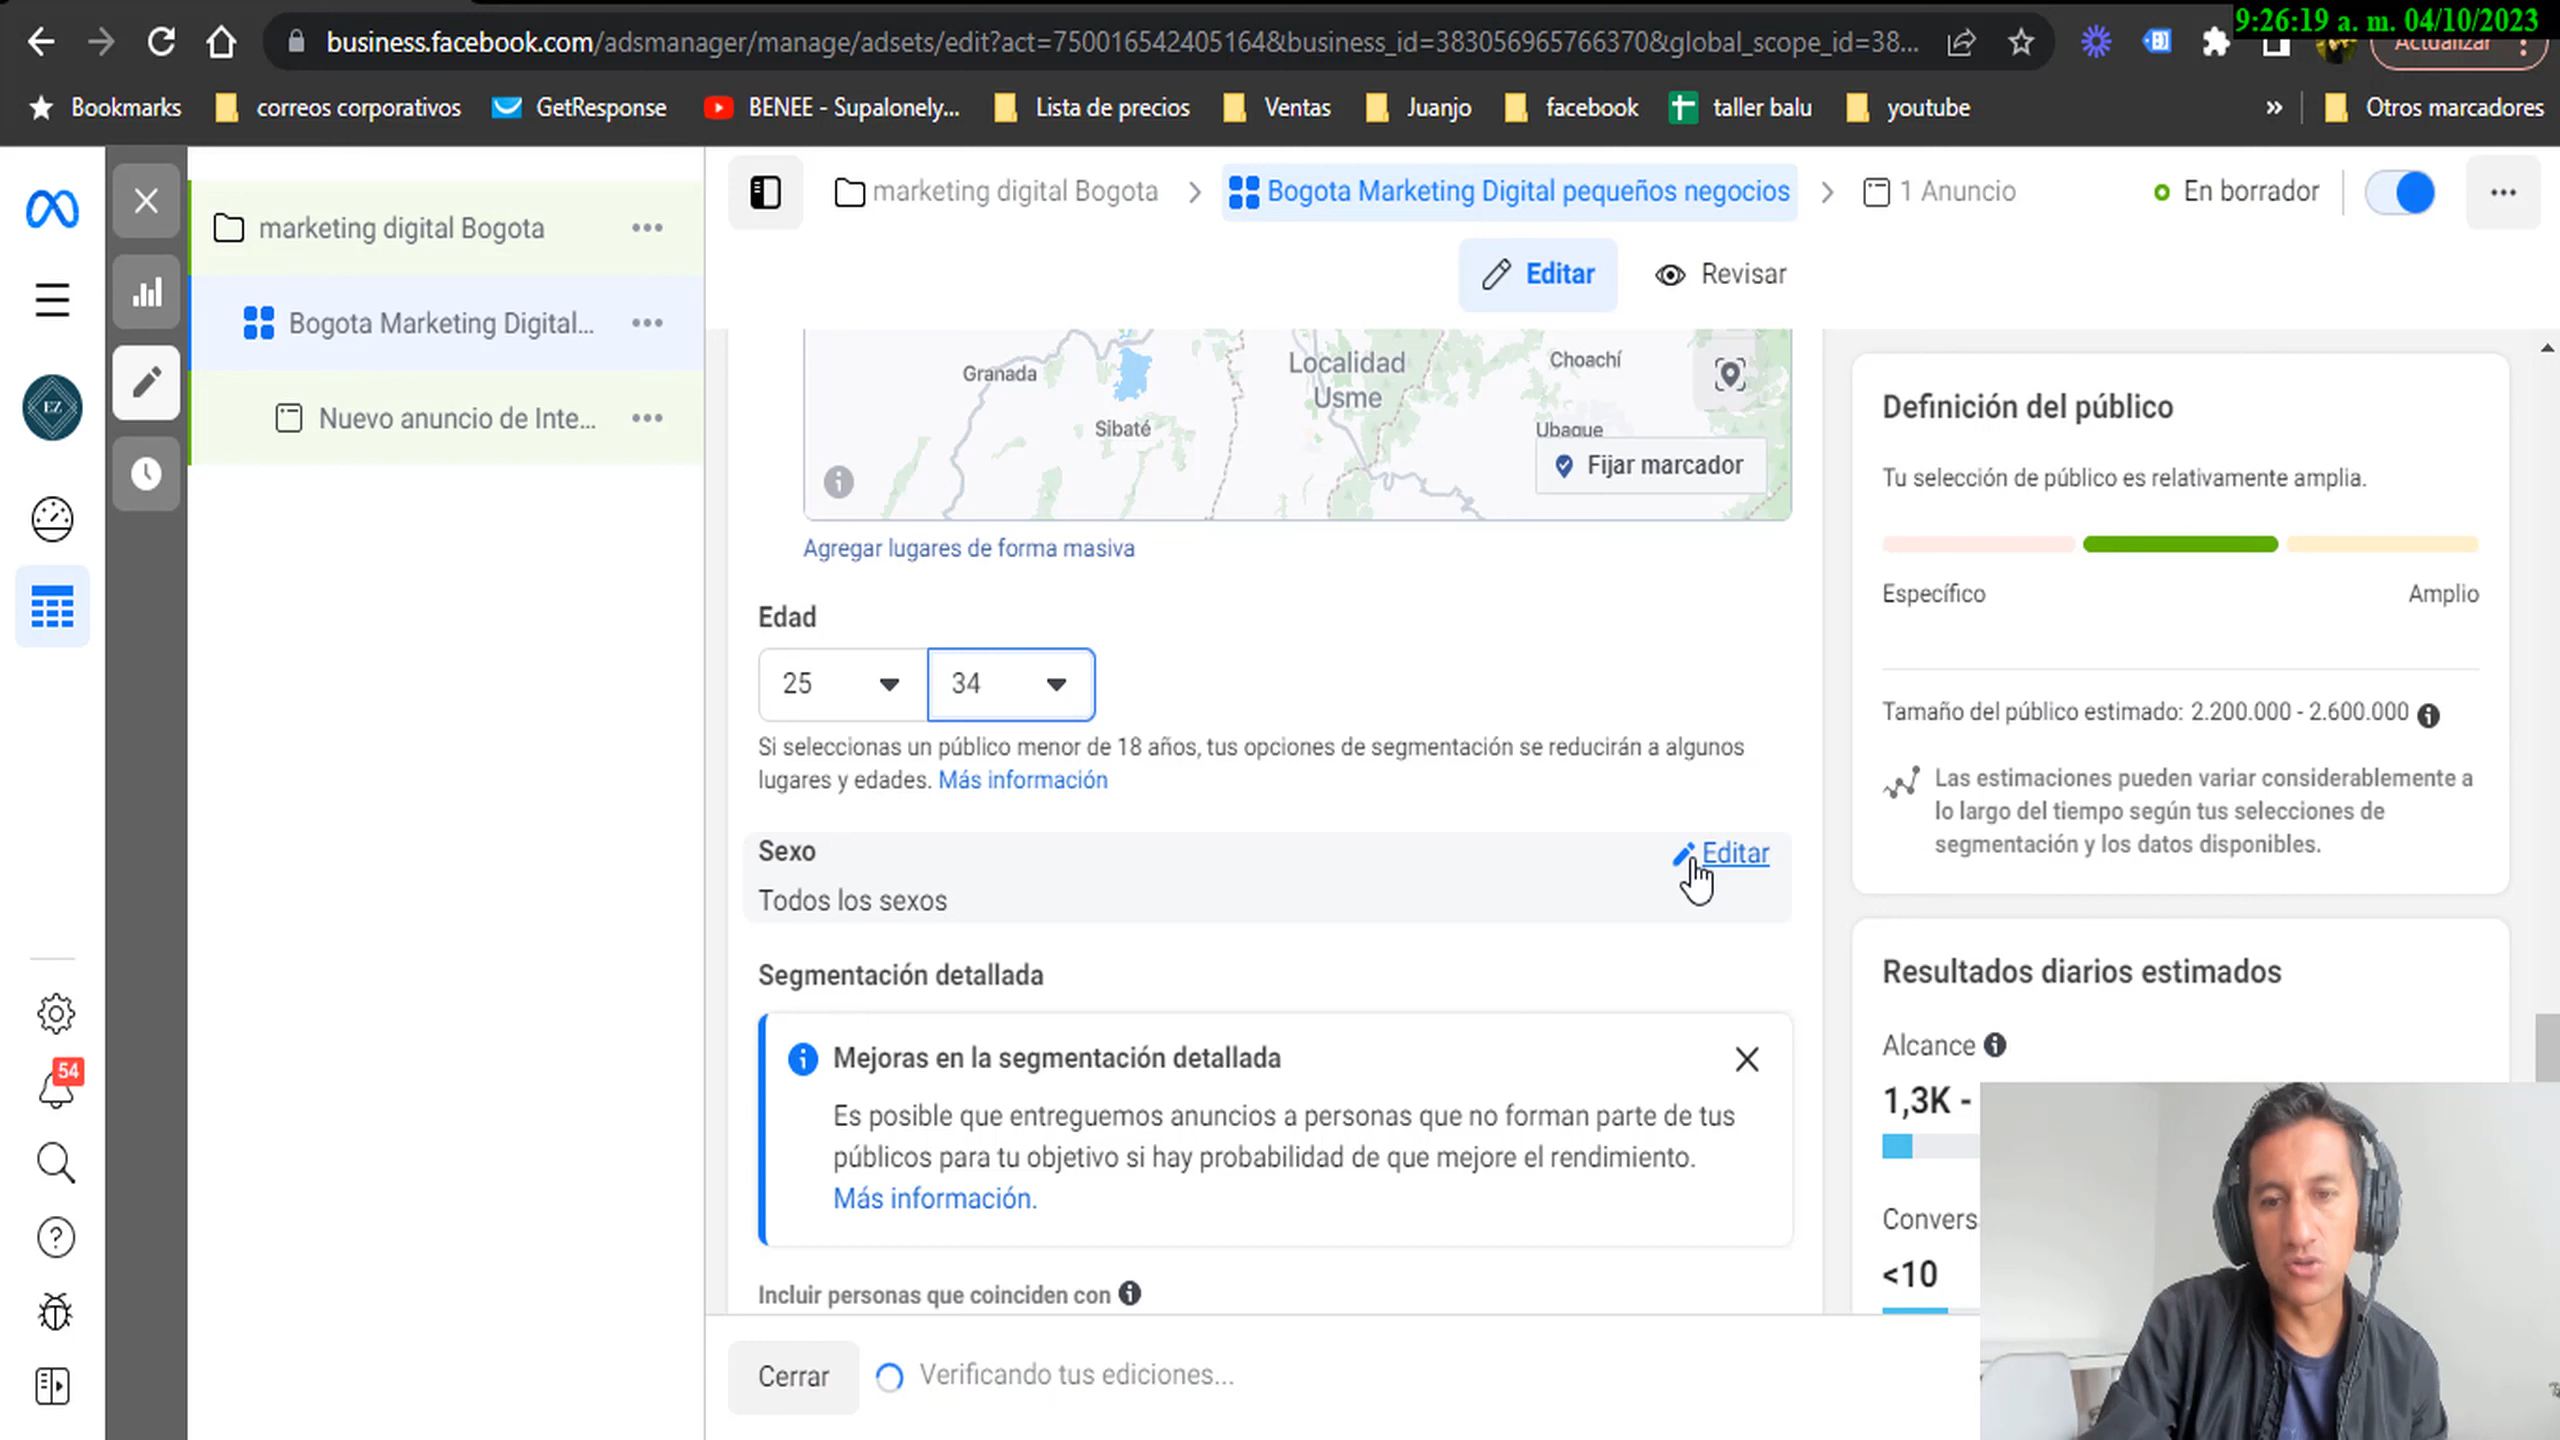 9:26:19 a. m. 04/10/2023
business.facebook.com/adsmanager/manage/adsets/edit?act=750016542405164&business_id=383056965766370&global_scope_id=38...
Actualizar
Bookmarks
correos corporativos
GetResponse
BENEE - Supalonely...
Lista de precios
Ventas
Juanjo
facebook
taller balu
youtube
»
Otros marcadores
marketing digital Bogota
Bogota Marketing Digital...
Nuevo anuncio de Inte...
EZ
54
marketing digital Bogota
Bogota Marketing Digital pequeños negocios
1 Anuncio
En borrador
Editar
Revisar
Granada
Localidad
Usme
Choachí
Sibaté
Ubaque
Fijar marcador
Agregar lugares de forma masiva
Edad
25
34
Si seleccionas un público menor de 18 años, tus opciones de segmentación se reducirán a algunos
lugares y edades. Más información
Sexo
Editar
Todos los sexos
Segmentación detallada
Mejoras en la segmentación detallada
Es posible que entreguemos anuncios a personas que no forman parte de tus
públicos para tu objetivo si hay probabilidad de que mejore el rendimiento.
Más información.
Incluir personas que coinciden con
Cerrar
Verificando tus ediciones...
Definición del público
Tu selección de público es relativamente amplia.
Específico
Amplio
Tamaño del público estimado: 2.200.000 - 2.600.000
Las estimaciones pueden variar considerablemente a
lo largo del tiempo según tus selecciones de
segmentación y los datos disponibles.
Resultados diarios estimados
Alcance
1,3K -
Convers
<10